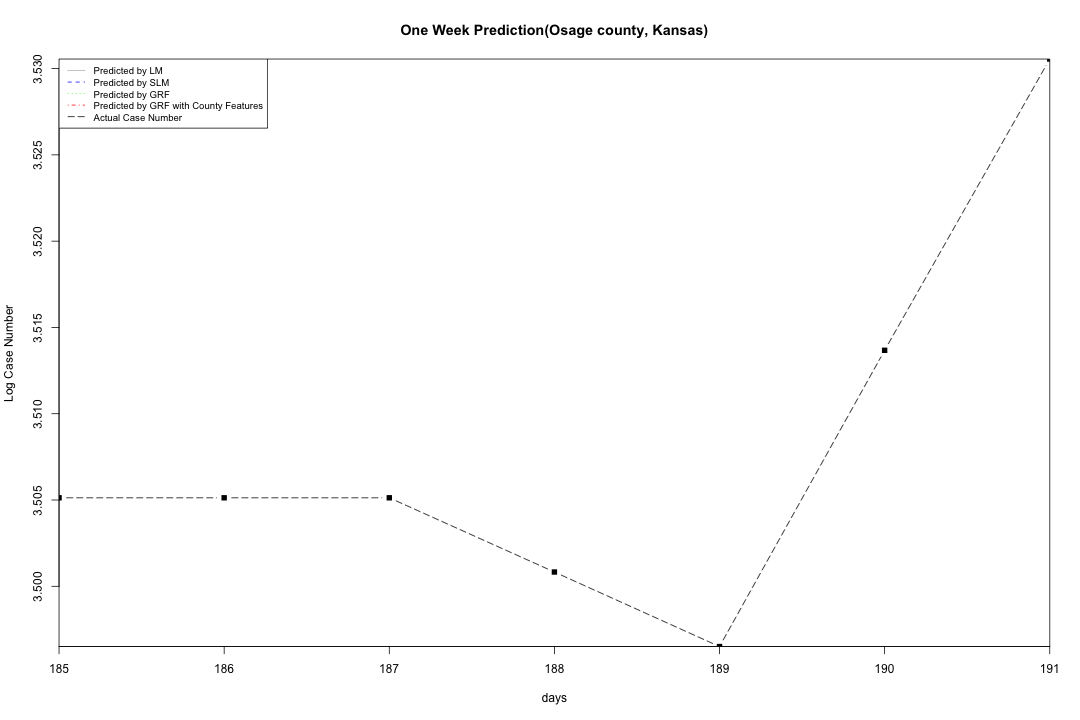 One Week Prediction(Osage county, Kansas)
Predicted by LM
Predicted by SLM
Predicted by GRF
Predicted by GRF with County Features
Actual Case Number
Log Case Number
3.530
3.525
3.520
3.515
3.510
3.505
3.500
185 186 187 188 189 190 191
days